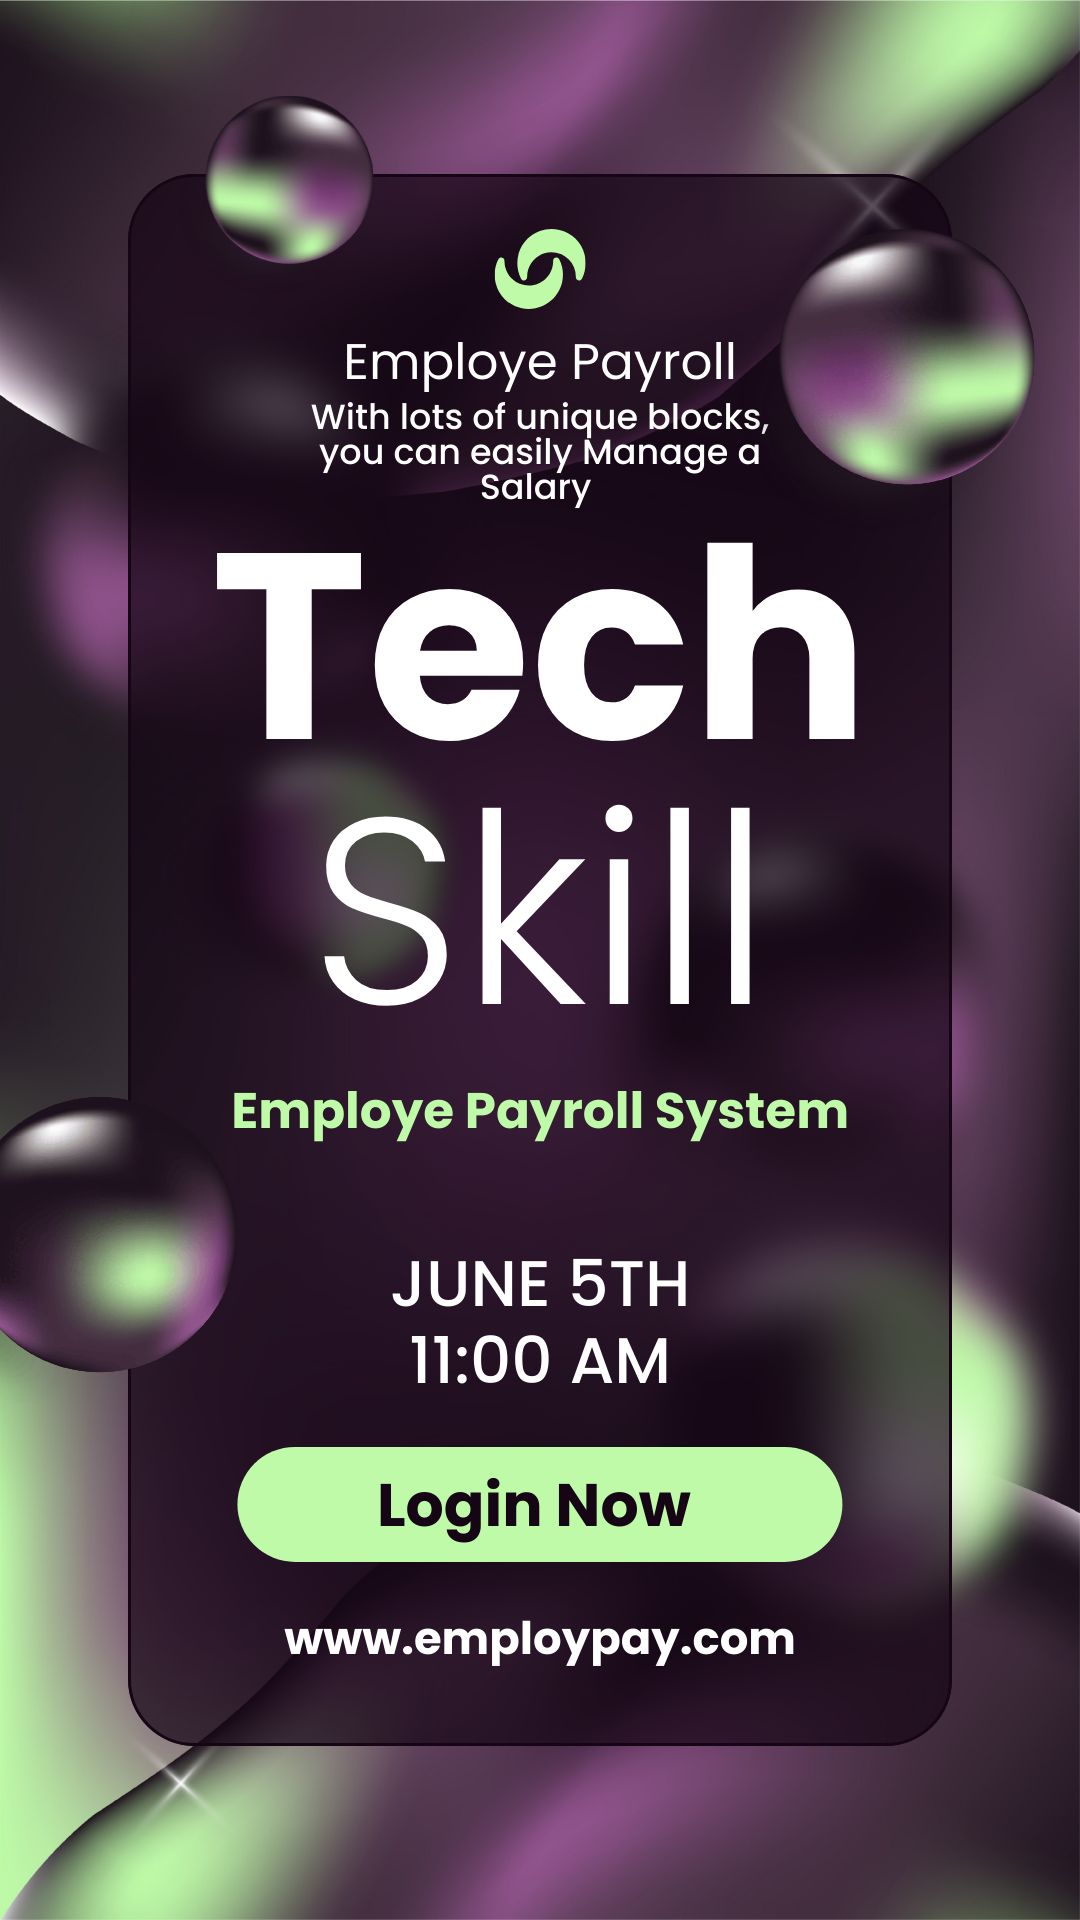 Employe Payroll
With lots of unique blocks,
you can easily Manage a
Salary
Tech
Skill
Employe Payroll System
JUNE 5TH
11:00 AM
Login Now
www.employpay.com